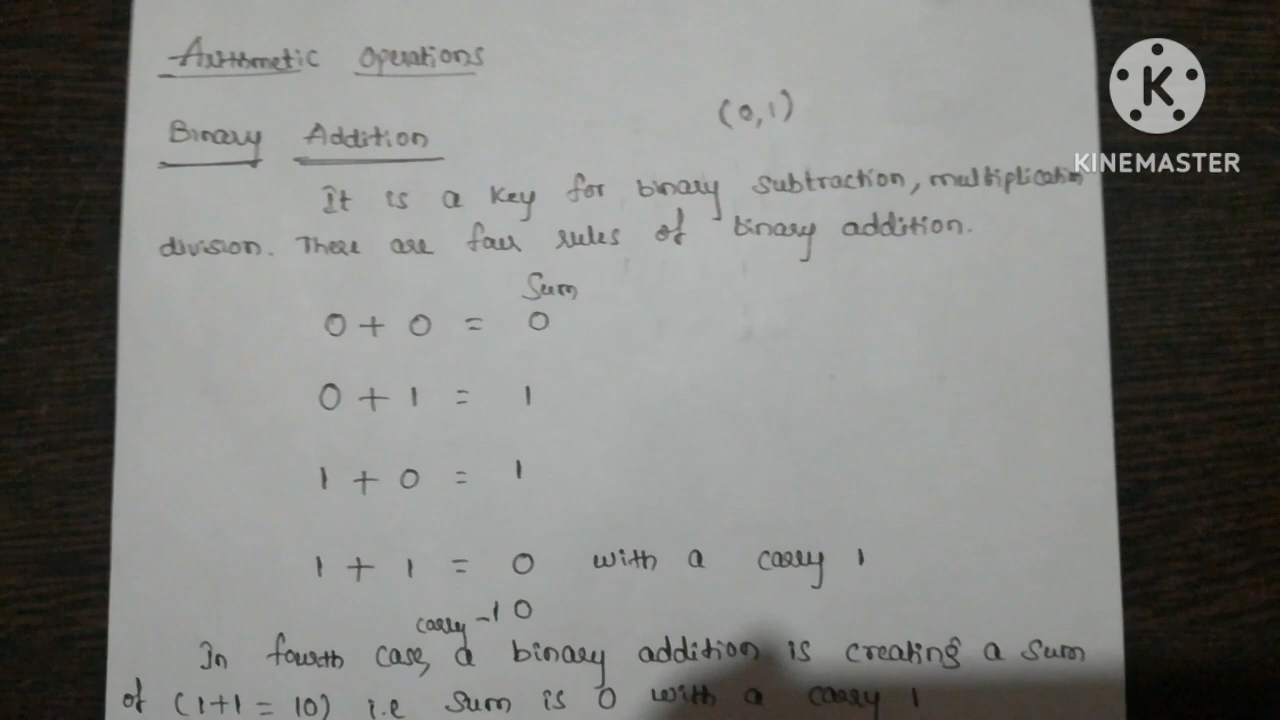 Arithmetic Operations
(0,1)
Binary Addition
K
KINEMASTER
It is a key for binary subtraction, multiplication
division. There are four rules of binary addition.
Sum
0 + 0 = 0
0 + 1 = 1
1 + 0 = 1
1 + 1 = 0 with a carry 1
carry - 1 0
In fourth case, a binary addition is creating a sum
of (1+1 = 10) i.e sum is 0 with a carry 1